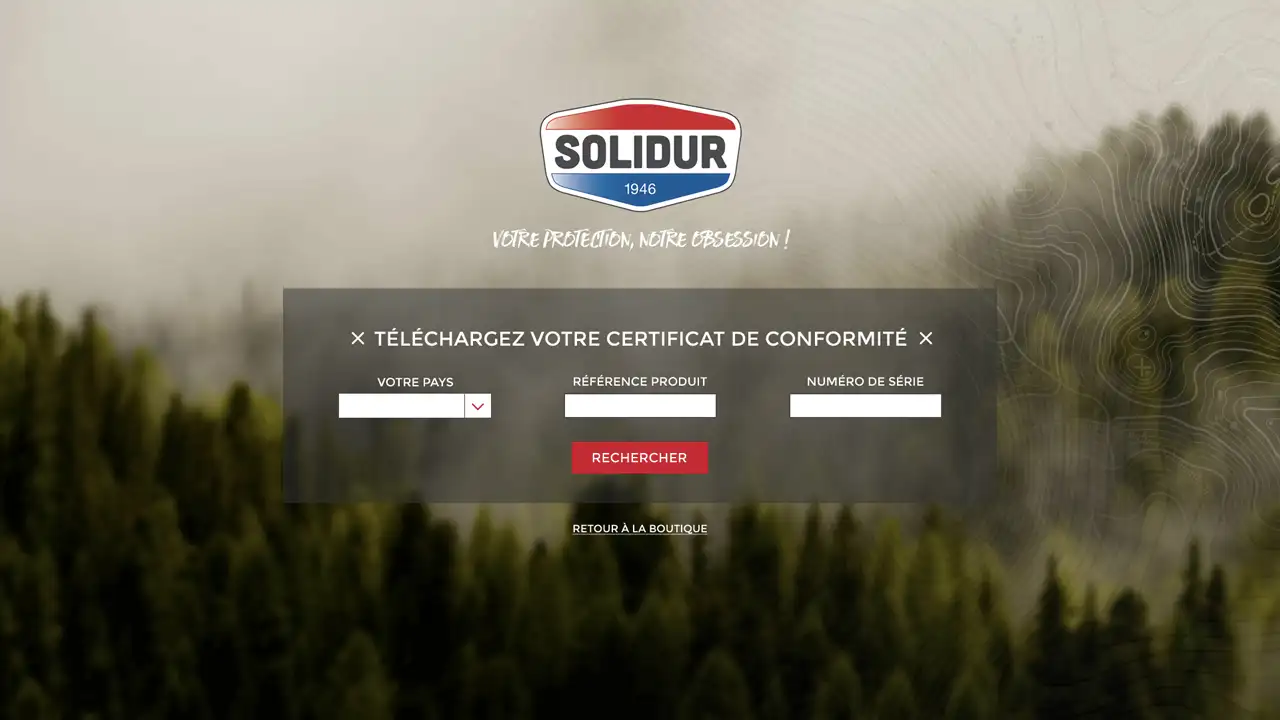 SOLIDUR
1946
VOTRE PROTECTION, NOTRE OBSESSION !
TÉLÉCHARGEZ VOTRE CERTIFICAT DE CONFORMITÉ
VOTRE PAYS
RÉFÉRENCE PRODUIT
NUMÉRO DE SÉRIE
RECHERCHER
RETOUR À LA BOUTIQUE